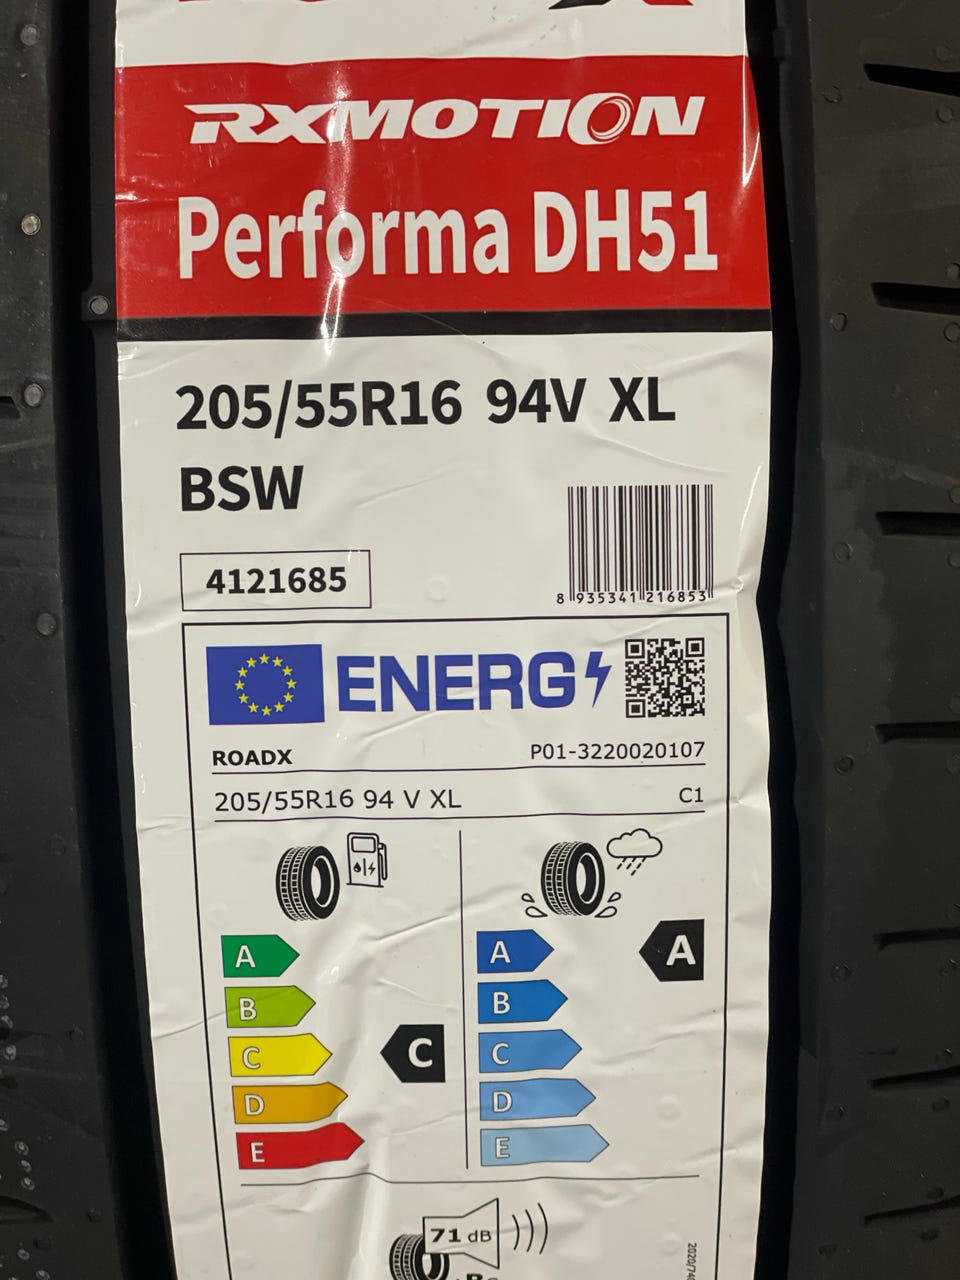 RXMOTION
Performa DH51
205/55R16 94V XL
BSW
4121685
8 935341 216853
ENERG
ROADX
P01-3220020107
205/55R16 94 V XL
C1
A
B
C
D
E
C
A
B
C
D
E
A
71 dB